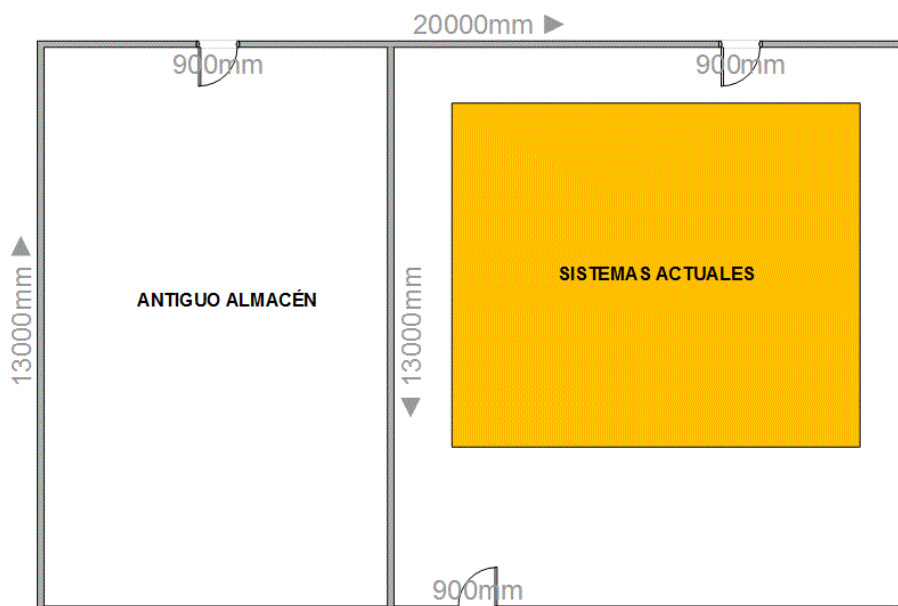 20000mm
900mm
900mm
SISTEMAS ACTUALES
ANTIGUO ALMACÉN
13000mm
13000mm
900mm